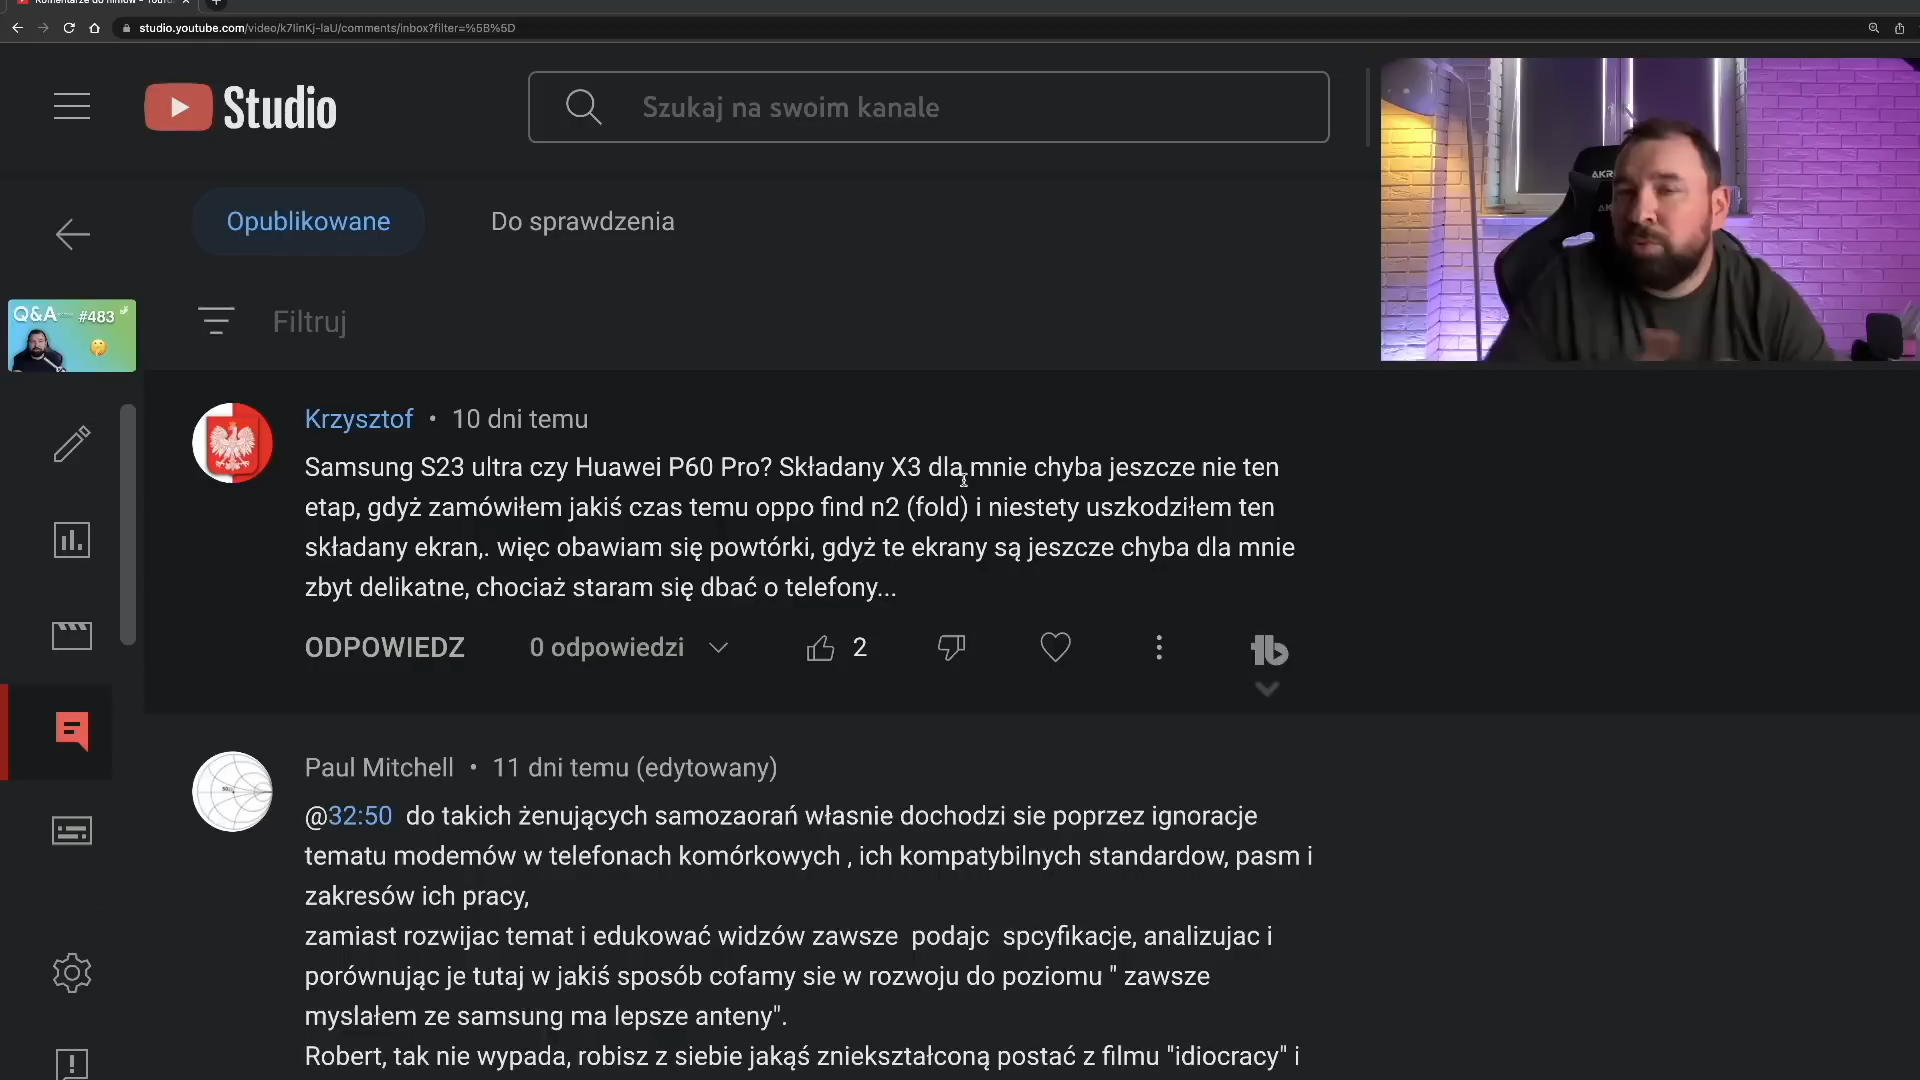 studio.youtube.com/video/k7IinKj-IaU/comments/inbox?filter=%5B%5D
Studio
Szukaj na swoim kanale
Opublikowane
Do sprawdzenia
Filtruj
Q&A #483
Krzysztof • 10 dni temu
Samsung S23 ultra czy Huawei P60 Pro? Składany X3 dla mnie chyba jeszcze nie ten
etap, gdyż zamówiłem jakiś czas temu oppo find n2 (fold) i niestety uszkodziłem ten
składany ekran,. więc obawiam się powtórki, gdyż te ekrany są jeszcze chyba dla mnie
zbyt delikatne, chociaż staram się dbać o telefony...
ODPOWIEDZ 0 odpowiedzi 2
Paul Mitchell • 11 dni temu (edytowany)
@32:50 do takich żenujących samozaorań własnie dochodzi sie poprzez ignoracje
tematu modemów w telefonach komórkowych , ich kompatybilnych standardow, pasm i
zakresów ich pracy,
zamiast rozwijac temat i edukować widzów zawsze podajc spcyfikacje, analizujac i
porównując je tutaj w jakiś sposób cofamy sie w rozwoju do poziomu " zawsze
myslałem ze samsung ma lepsze anteny".
Robert, tak nie wypada, robisz z siebie jakąś zniekształconą postać z filmu "idiocracy" i